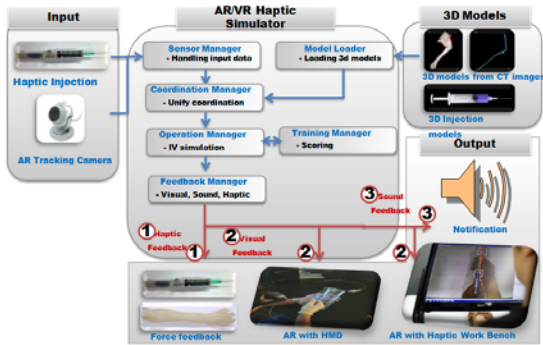 Input
Haptic Injection
AR Tracking Camera
AR/VR Haptic
Simulator
Sensor Manager
- Handling input data
Model Loader
- Loading 3d models
Coordination Manager
- Unify coordination
Operation Manager
- IV simulation
Training Manager
- Scoring
Feedback Manager
- Visual, Sound, Haptic
3D Models
3D models from CT images
3D Injection
models
Output
Notification
3 Sound
Feedback
3
1 Haptic
Feedback
1
2 Visual
Feedback
2
2
Force feedback
AR with HMD
AR with Haptic Work Bench